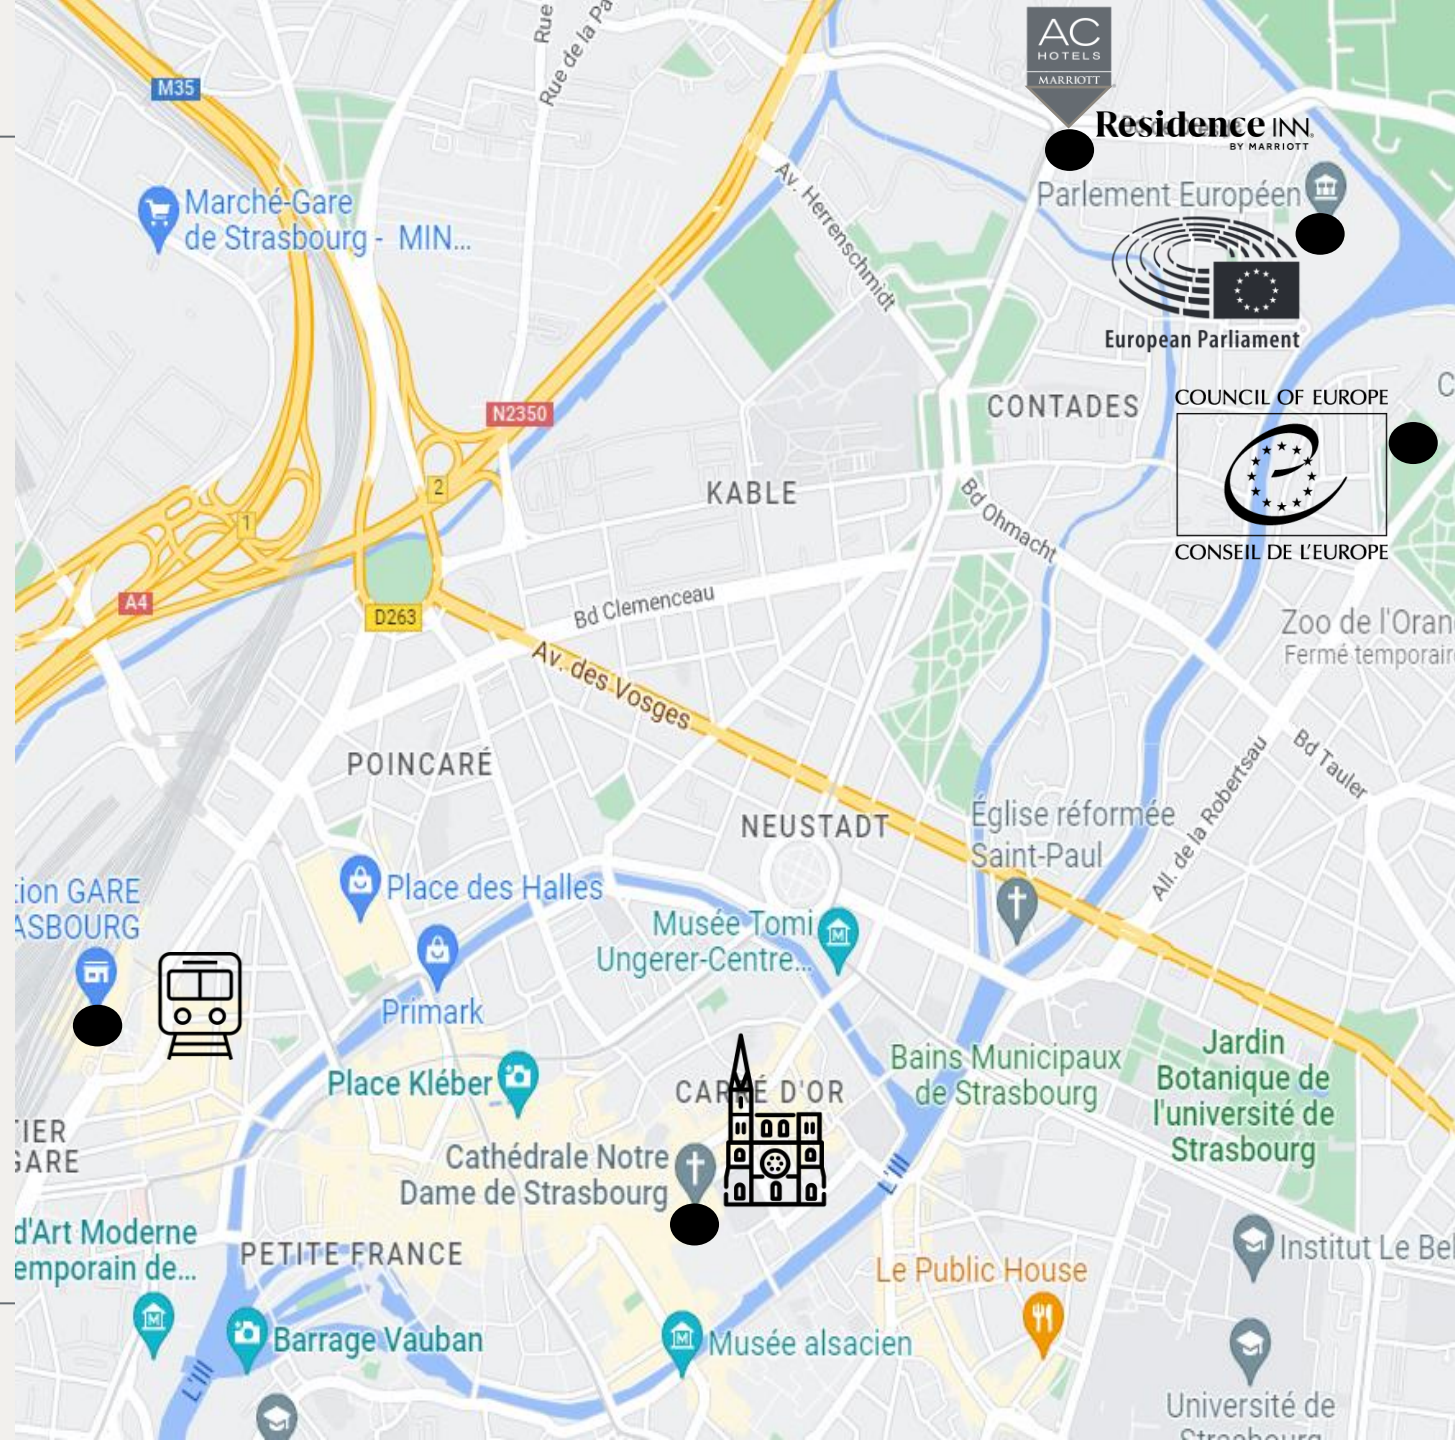 AC
HOTELS
MARRIOTT
Residence INN.
BY MARRIOTT
Rue
Rue de la Pa
M35
Av. Herrenschmidt
Parlement Européen
Marché-Gare
de Strasbourg - MIN...
European Parliament
COUNCIL OF EUROPE
CONSEIL DE L'EUROPE
C
N2350
CONTADES
2
KABLE
Bd Ohmacht
1
A4
D263
Bd Clemenceau
Zoo de l'Oran
Fermé temporair
Av. des Vosges
Bd Tauler
POINCARÉ
NEUSTADT
Église réformée
Saint-Paul
All. de la Robertsau
tion GARE
ASBOURG
Place des Halles
Musée Tomi
Ungerer-Centre...
Primark
Place Kléber
CARRÉ D'OR
Bains Municipaux
de Strasbourg
Jardin
Botanique de
l'université de
Strasbourg
TIER
GARE
Cathédrale Notre
Dame de Strasbourg
L'Ill
d'Art Moderne
emporain de...
PETITE FRANCE
Le Public House
Institut Le Bel
Barrage Vauban
Musée alsacien
L'Ill
Université de
Strasbourg